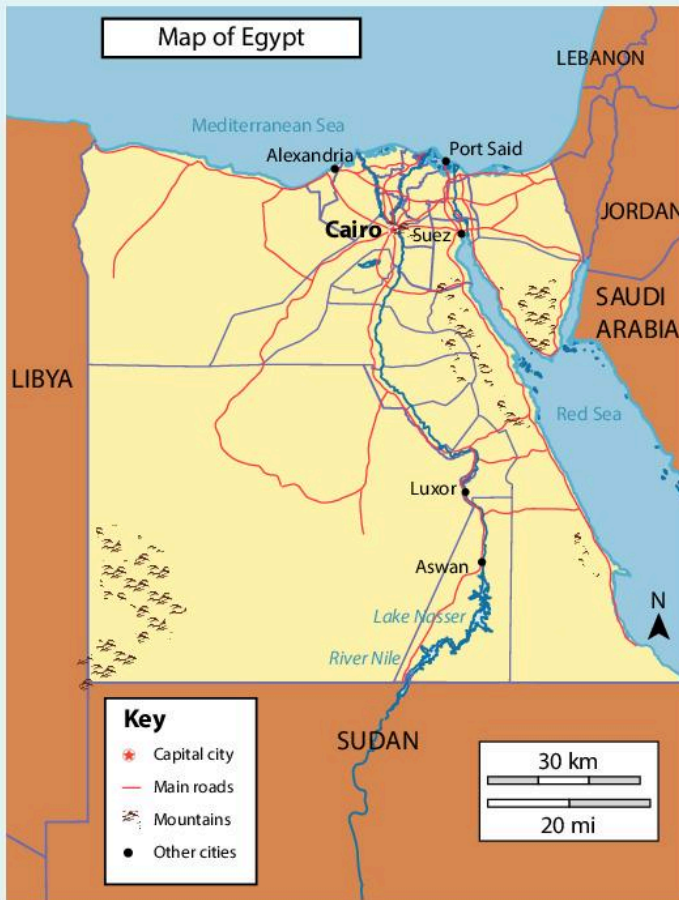 Map of Egypt
LEBANON
Mediterranean Sea
Alexandria
Port Said
JORDAN
Cairo
Suez
SAUDI
ARABIA
LIBYA
Red Sea
Luxor
Aswan
N
Lake Nasser
River Nile
SUDAN
Key
Capital city
Main roads
Mountains
Other cities
30 km
20 mi